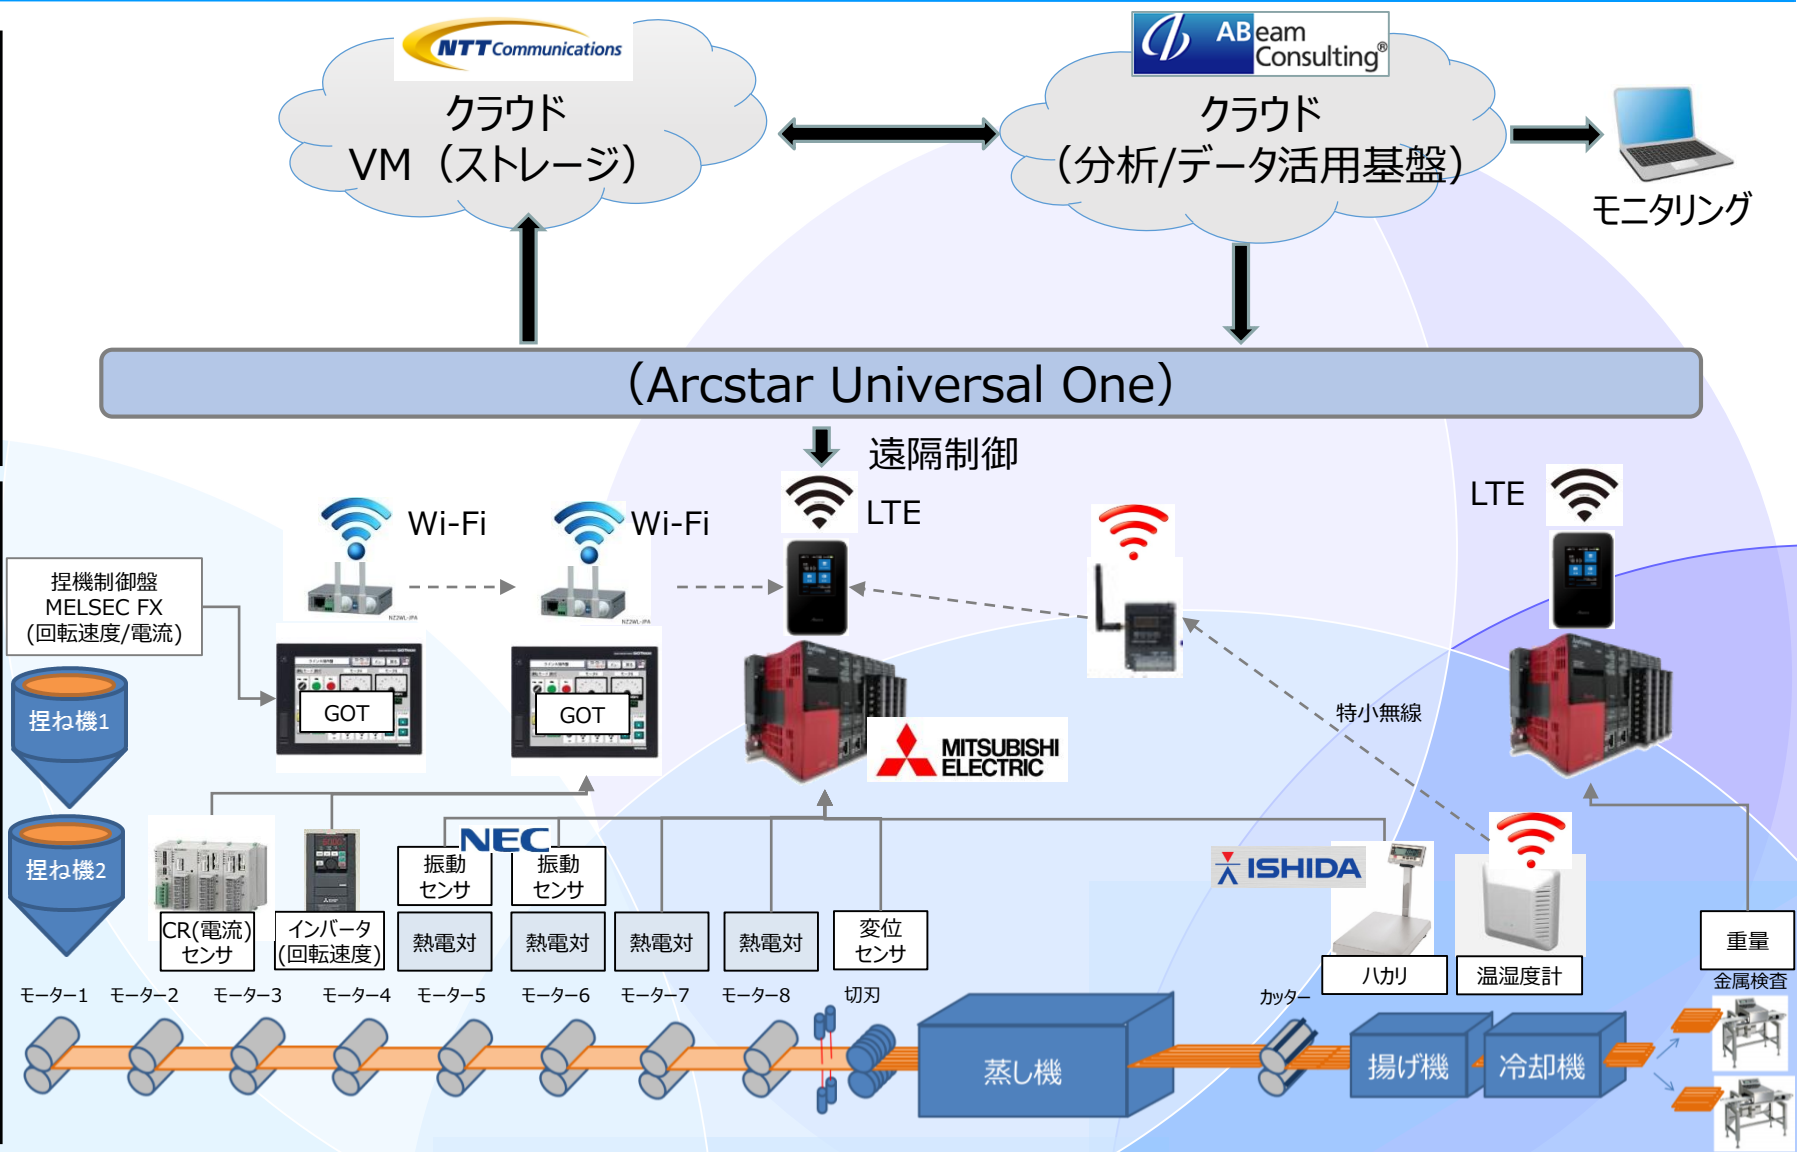 NTT Communications
ABeam
Consulting®
クラウド
VM（ストレージ）
クラウド
（分析/データ活用基盤）
モニタリング
（Arcstar Universal One）
遠隔制御
Wi-Fi
Wi-Fi
LTE
LTE
捏機制御盤
MELSEC FX
(回転速度/電流)
NZ2WL-JPA
NZ2WL-JPA
GOT
GOT
捏ね機1
MITSUBISHI
ELECTRIC
特小無線
捏ね機2
NEC
振動
センサ
振動
センサ
ISHIDA
CR(電流)
センサ
インバータ
(回転速度)
熱電対
熱電対
熱電対
熱電対
変位
センサ
ハカリ
温湿度計
重量
金属検査
モーター1
モーター2
モーター3
モーター4
モーター5
モーター6
モーター7
モーター8
切刃
カッター
蒸し機
揚げ機
冷却機